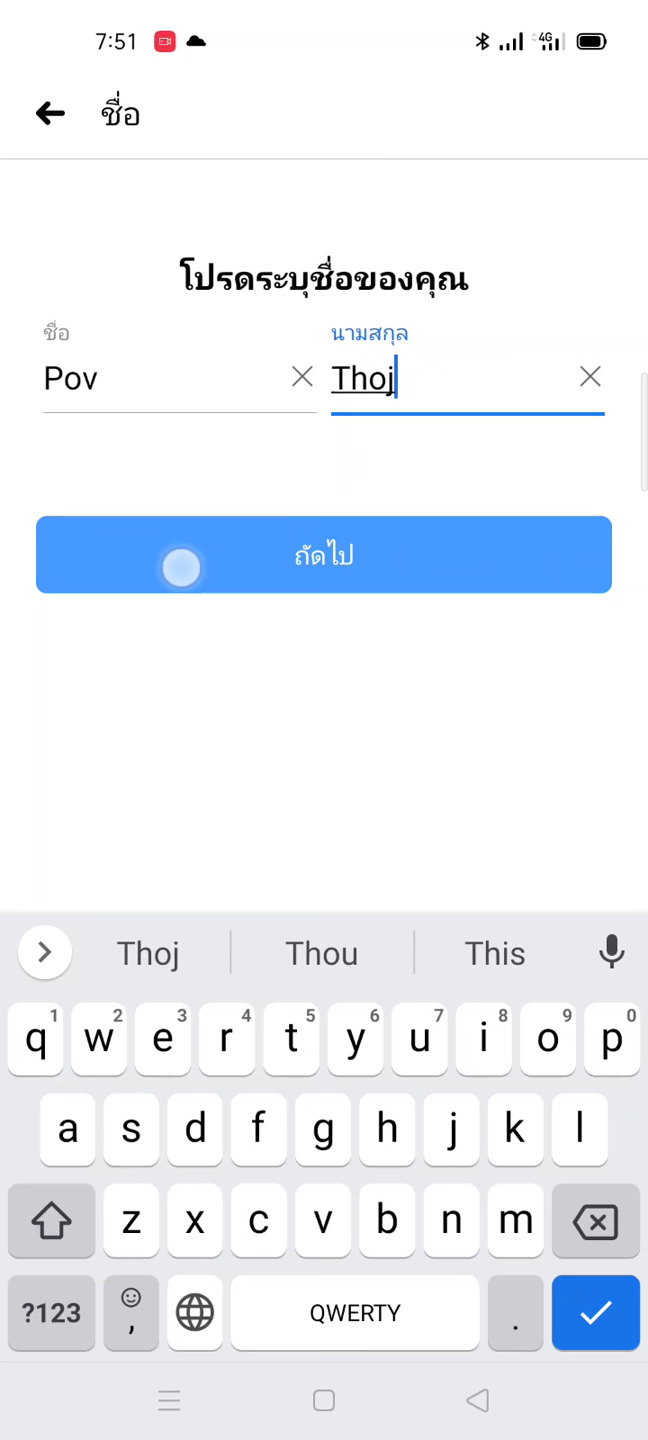 7:51 4G
ชื่อ
โปรดระบุชื่อของคุณ
ชื่อ นามสกุล
Pov Thoj
ถัดไป
Thoj Thou This
1 2 3 4 5 6 7 8 9 0
q w e r t y u i o p
a s d f g h j k l
z x c v b n m
?123 , QWERTY .